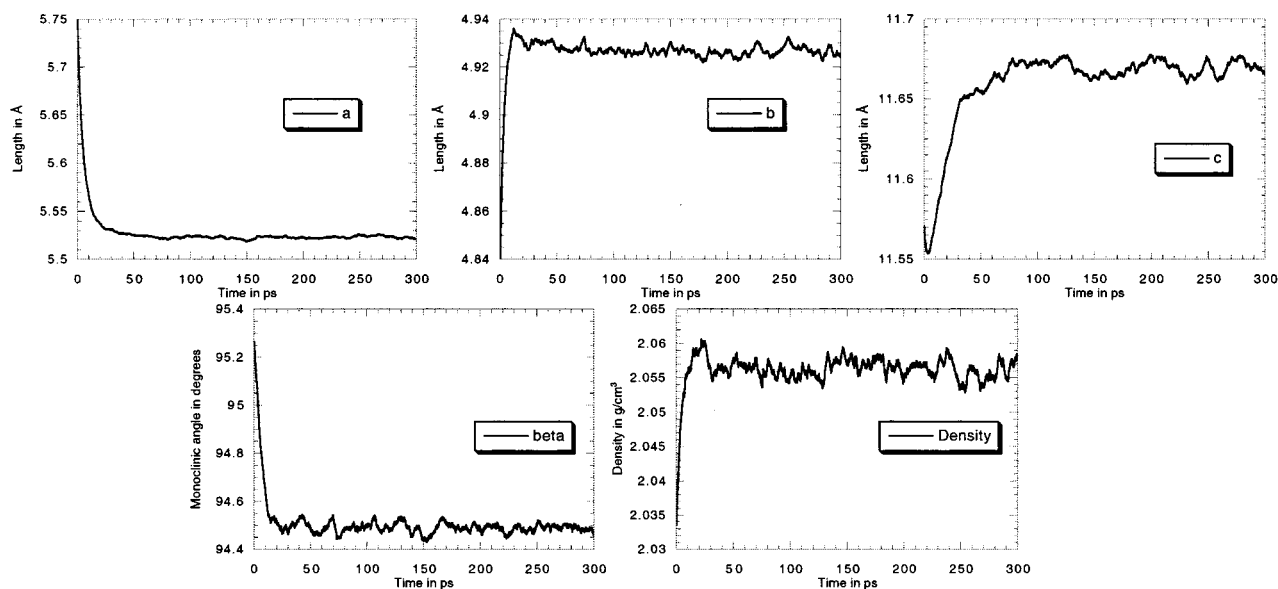 5.75
5.7
5.65
5.6
5.55
5.5
Length in Å
a
0 50 100 150 200 250 300
Time in ps
4.94
4.92
4.9
4.88
4.86
4.84
Length in Å
b
0 50 100 150 200 250 300
Time in ps
11.7
11.65
11.6
11.55
Length in Å
c
0 50 100 150 200 250 300
Time in ps
95.4
95.2
95
94.8
94.6
94.4
Monoclinic angle in degrees
beta
0 50 100 150 200 250 300
Time in ps
2.065
2.06
2.055
2.05
2.045
2.04
2.035
2.03
Density in g/cm³
Density
0 50 100 150 200 250 300
Time in ps